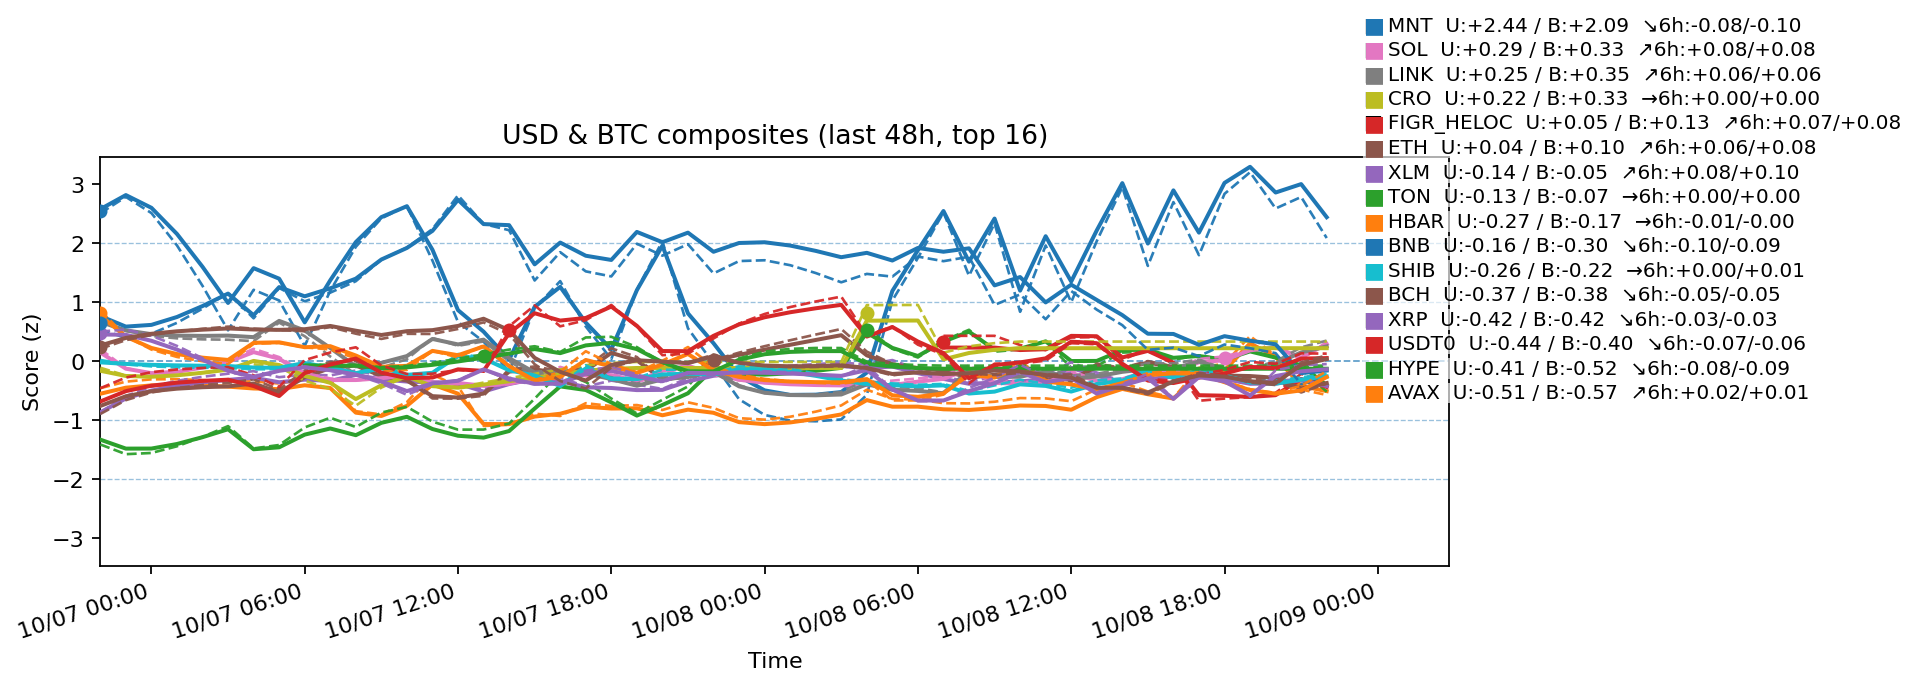 MNT U:+2.44 / B:+2.09 ↘6h:-0.08/-0.10
SOL U:+0.29 / B:+0.33 ↗6h:+0.08/+0.08
LINK U:+0.25 / B:+0.35 ↗6h:+0.06/+0.06
CRO U:+0.22 / B:+0.33 →6h:+0.00/+0.00
FIGR_HELOC U:+0.05 / B:+0.13 ↗6h:+0.07/+0.08
ETH U:+0.04 / B:+0.10 ↗6h:+0.06/+0.08
XLM U:-0.14 / B:-0.05 ↗6h:+0.08/+0.10
TON U:-0.13 / B:-0.07 →6h:+0.00/+0.00
HBAR U:-0.27 / B:-0.17 →6h:-0.01/-0.00
BNB U:-0.16 / B:-0.30 ↘6h:-0.10/-0.09
SHIB U:-0.26 / B:-0.22 →6h:+0.00/+0.01
BCH U:-0.37 / B:-0.38 ↘6h:-0.05/-0.05
XRP U:-0.42 / B:-0.42 ↘6h:-0.03/-0.03
USDT0 U:-0.44 / B:-0.40 ↘6h:-0.07/-0.06
HYPE U:-0.41 / B:-0.52 ↘6h:-0.08/-0.09
AVAX U:-0.51 / B:-0.57 ↗6h:+0.02/+0.01
USD & BTC composites (last 48h, top 16)
Score (z)
3
2
1
0
−1
−2
−3
10/07 00:00
10/07 06:00
10/07 12:00
10/07 18:00
10/08 00:00
10/08 06:00
10/08 12:00
10/08 18:00
10/09 00:00
Time